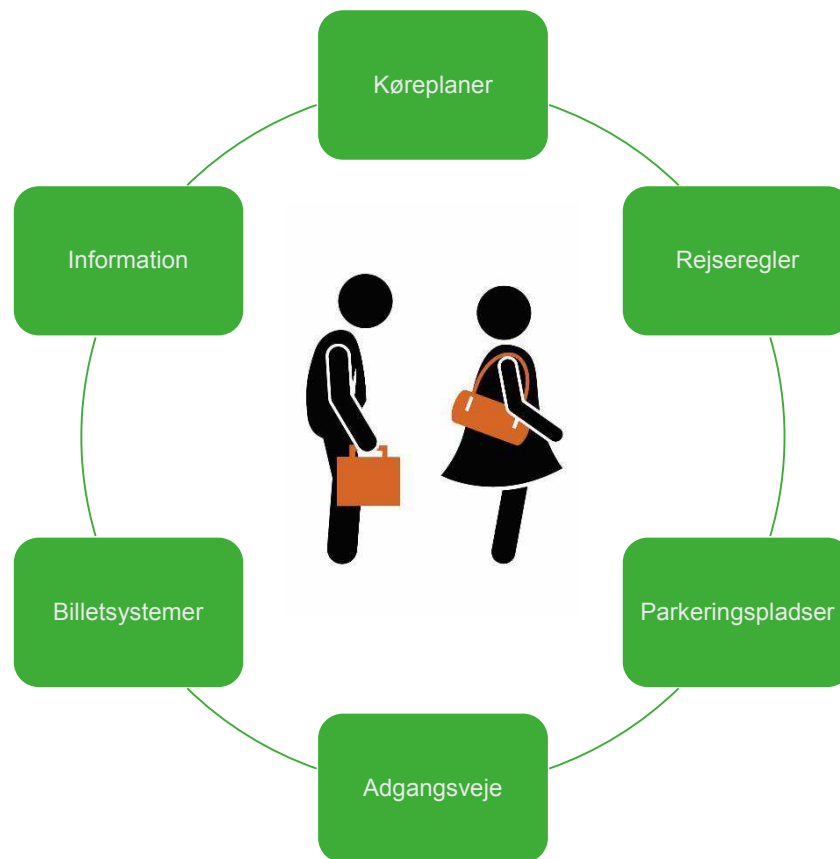 Køreplaner
Rejseregler
Parkeringspladser
Adgangsveje
Billetsystemer
Information